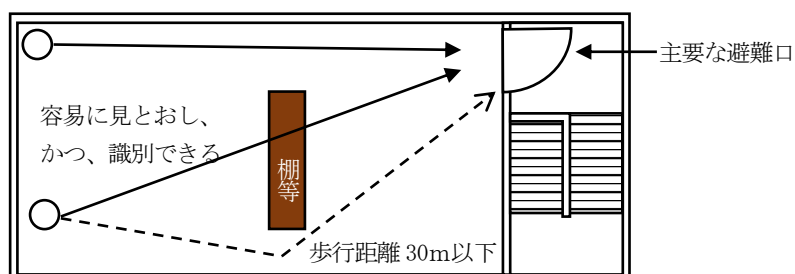 主要な避難口
容易に見とおし、
かつ、識別できる
棚等
歩行距離 30m以下